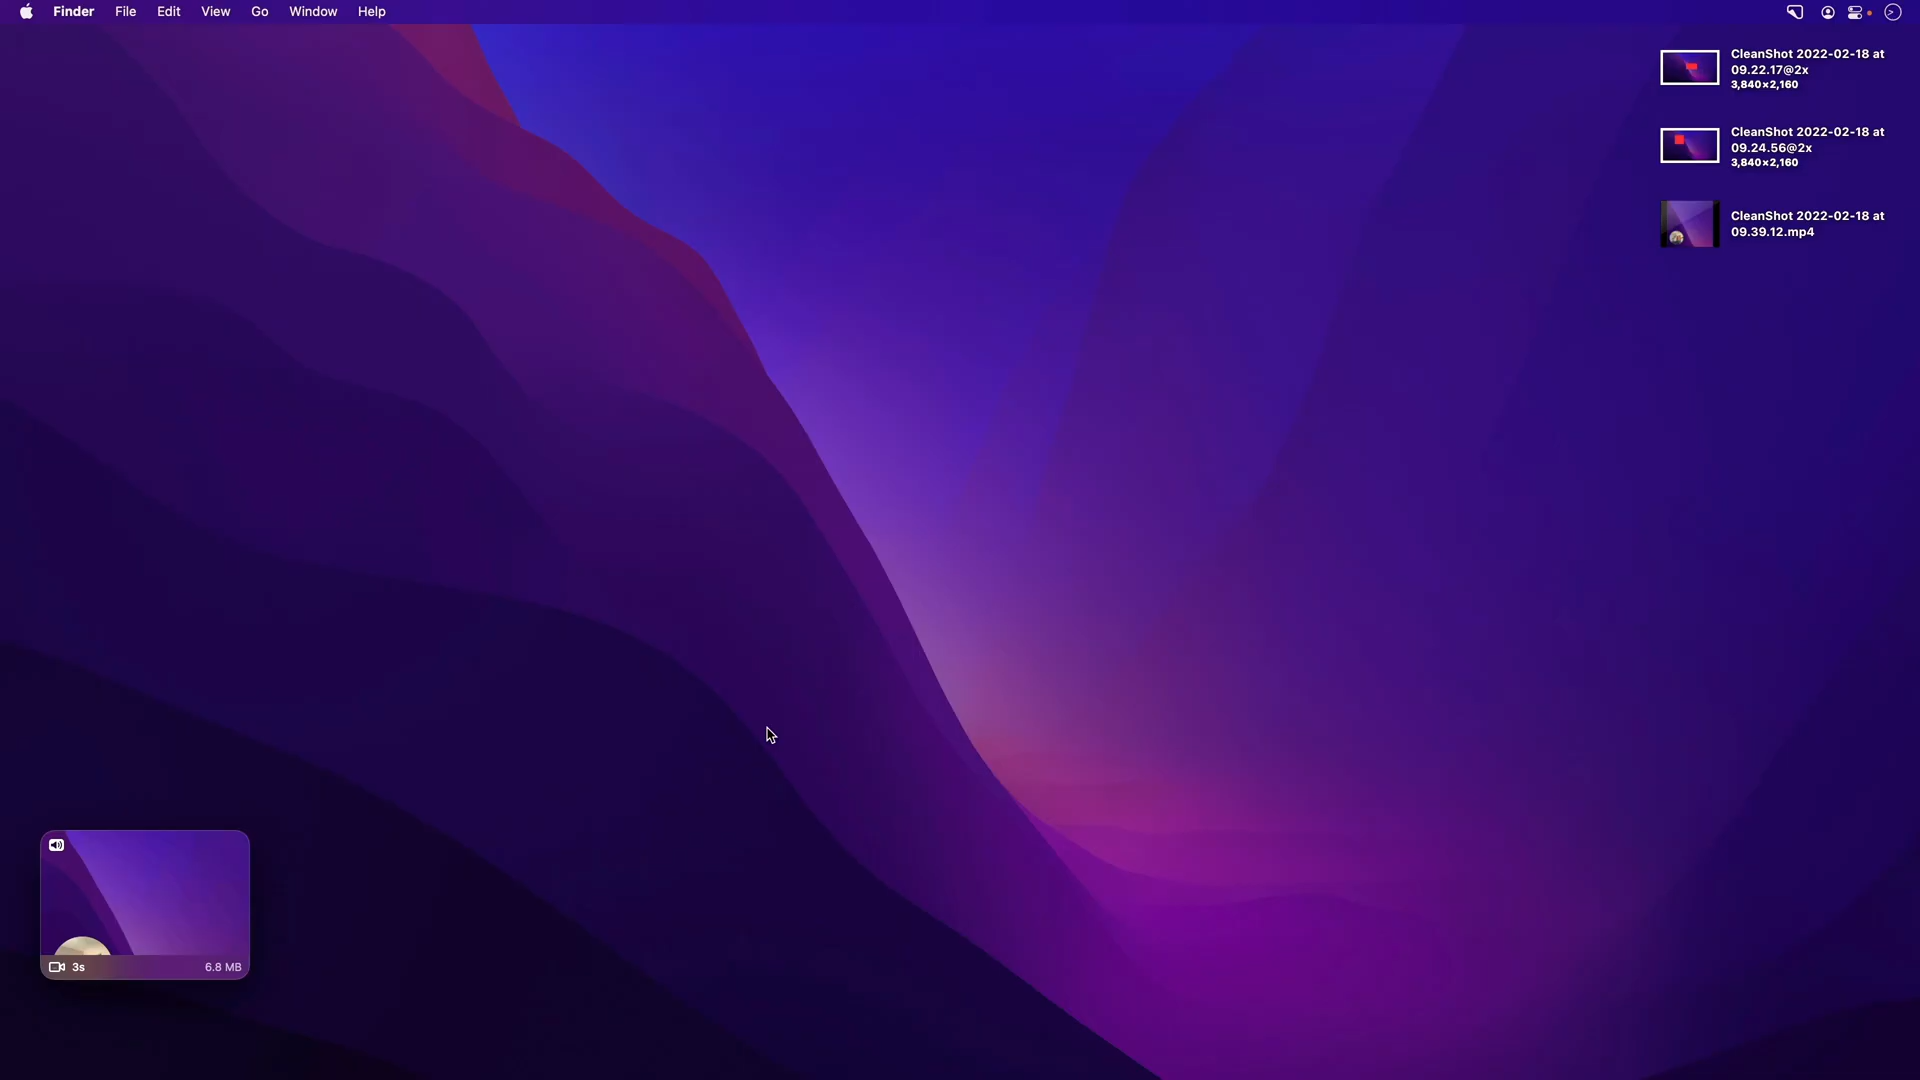 Finder File Edit View Go Window Help
CleanShot 2022-02-18 at
09.22.17@2x
3,840×2,160
CleanShot 2022-02-18 at
09.24.56@2x
3,840×2,160
CleanShot 2022-02-18 at
09.39.12.mp4
3s 6.8 MB